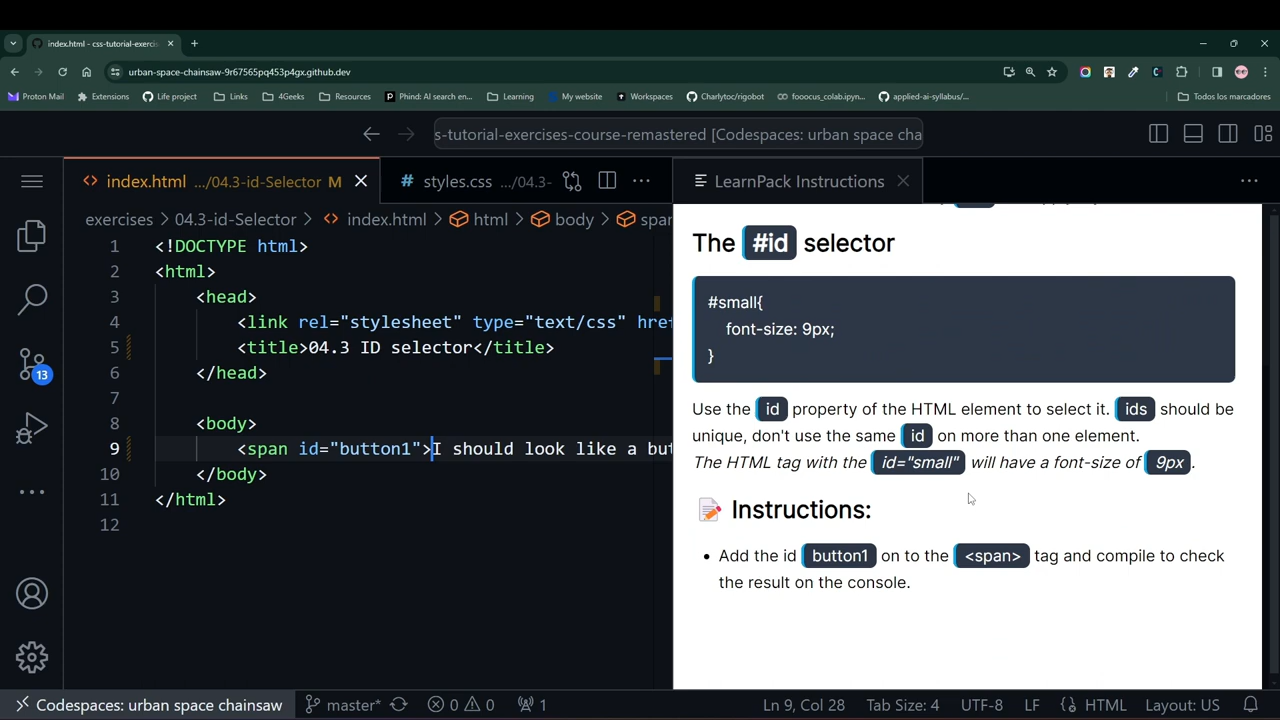 index.html - css-tutorial-exerci
urban-space-chainsaw-9r67565pq453p4gx.github.dev
Proton Mail Extensions Life project Links 4Geeks Resources Phind: AI search en... Learning My website Workspaces Charlytoc/rigobot fooocus_colab.ipyn... applied-ai-syllabus/... Todos los marcadores
s-tutorial-exercises-course-remastered [Codespaces: urban space cha
index.html .../04.3-id-Selector M
# styles.css .../04.3-
LearnPack Instructions
exercises > 04.3-id-Selector > index.html > html > body > spar
1 <!DOCTYPE html>
2 <html>
3 <head>
4 <link rel="stylesheet" type="text/css" href
5 <title>04.3 ID selector</title>
6 </head>
7
8 <body>
9 <span id="button1">I should look like a but
10 </body>
11 </html>
12
The #id selector
#small{
font-size: 9px;
}
Use the id property of the HTML element to select it. ids should be
unique, don't use the same id on more than one element.
The HTML tag with the id="small" will have a font-size of 9px.
📝 Instructions:
• Add the id button1 on to the <span> tag and compile to check
the result on the console.
13
Codespaces: urban space chainsaw master* 0 0 1 Ln 9, Col 28 Tab Size: 4 UTF-8 LF HTML Layout: US